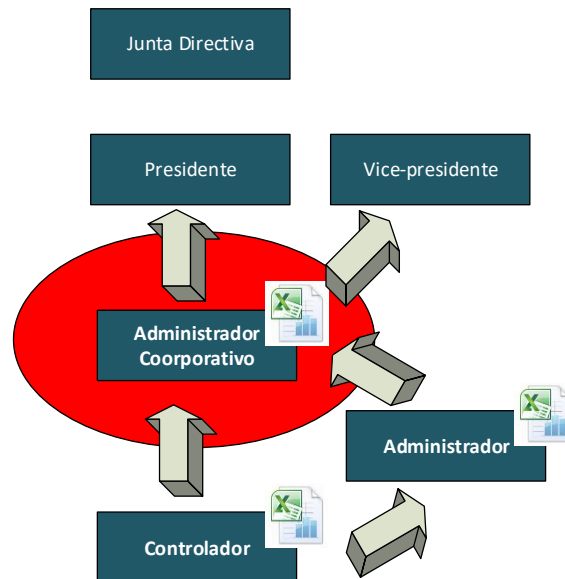 Junta Directiva
Presidente
Vice-presidente
Administrador
Coorporativo
Administrador
Controlador